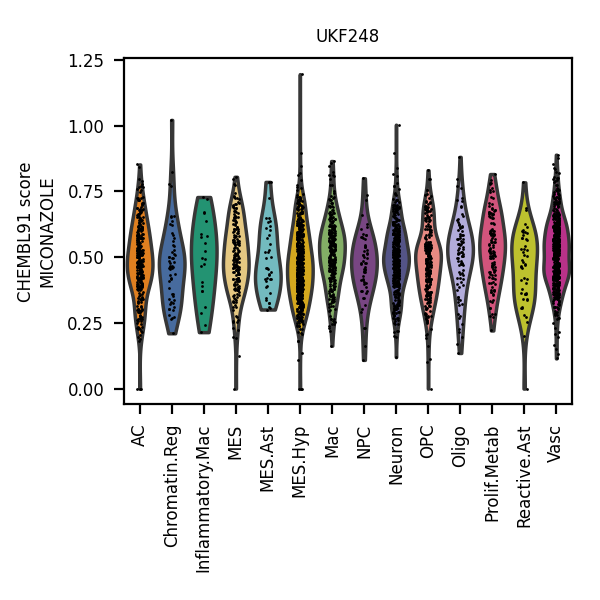 UKF248
CHEMBL91 score
MICONAZOLE
1.25
1.00
0.75
0.50
0.25
0.00
AC
Chromatin.Reg
Inflammatory.Mac
MES
MES.Ast
MES.Hyp
Mac
NPC
Neuron
OPC
Oligo
Prolif.Metab
Reactive.Ast
Vasc